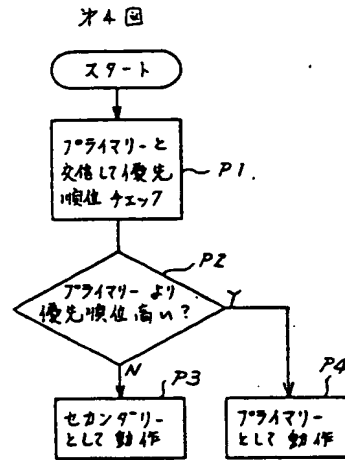 第4図
スタート
プライマリーと
交信して優先
順位チェック
P1.
P2
プライマリーより
優先順位高い?
Y
N
P3
セカンダリー
として動作
P4
プライマリー
として動作